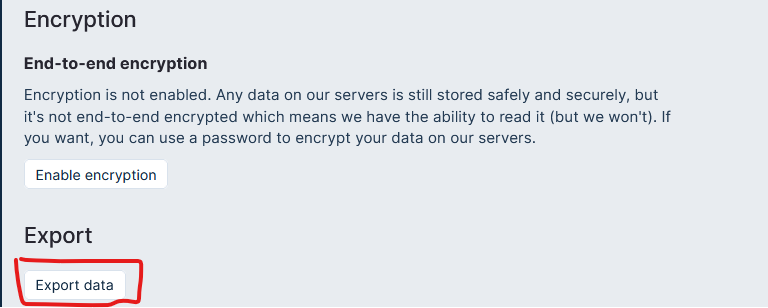 Encryption
End-to-end encryption
Encryption is not enabled. Any data on our servers is still stored safely and securely, but
it's not end-to-end encrypted which means we have the ability to read it (but we won't). If
you want, you can use a password to encrypt your data on our servers.
Enable encryption
Export
Export data